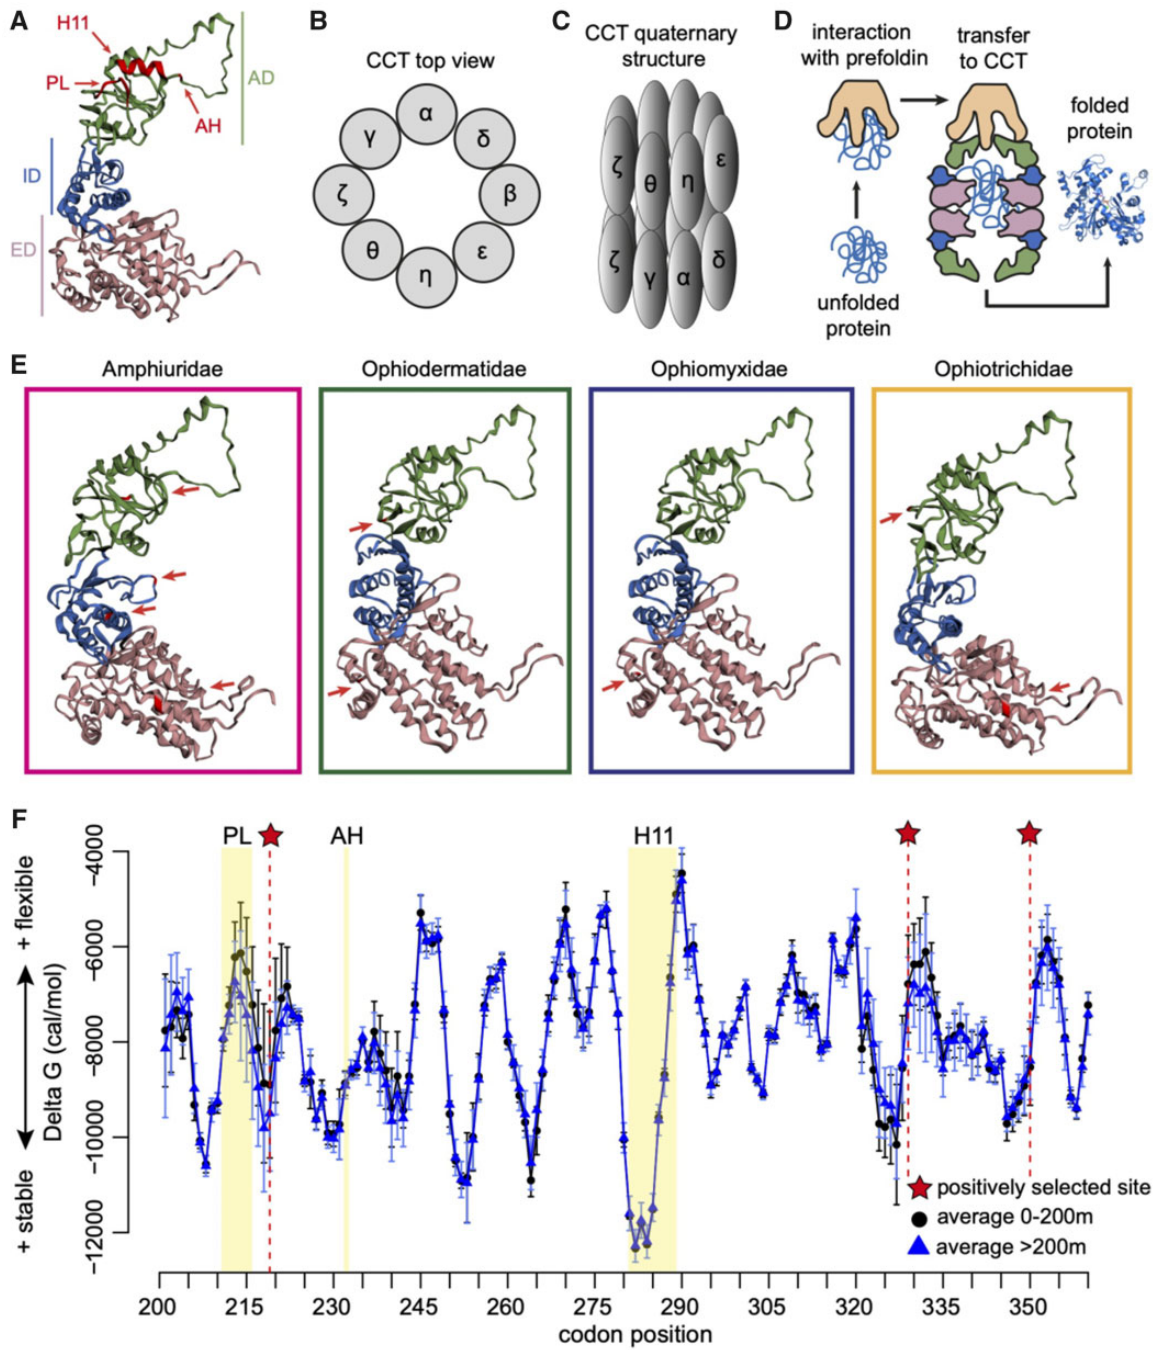 A
H11
PL
AH
AD
ID
ED
B
CCT top view
α
γ
δ
ζ
β
θ
ε
η
C
CCT quaternary
structure
ζ
θ
η
ε
ζ
γ
α
δ
D
interaction
with prefoldin
transfer
to CCT
folded
protein
unfolded
protein
E
Amphiuridae
Ophiodermatidae
Ophiomyxidae
Ophiotrichidae
F
PL
AH
H11
+ flexible
+ stable
Delta G (cal/mol)
−4000
−6000
−8000
−10000
−12000
positively selected site
average 0-200m
average >200m
200
215
230
245
260
275
290
305
320
335
350
codon position